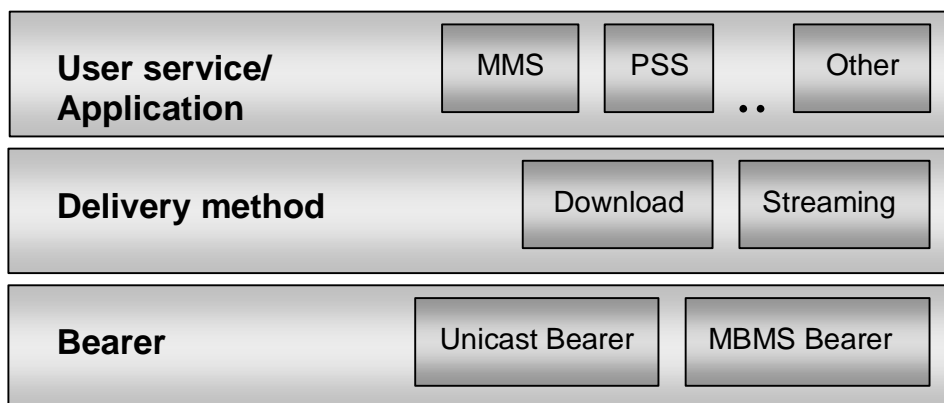 User service/
Application
MMS
PSS
..
Other
Delivery method
Download
Streaming
Bearer
Unicast Bearer
MBMS Bearer